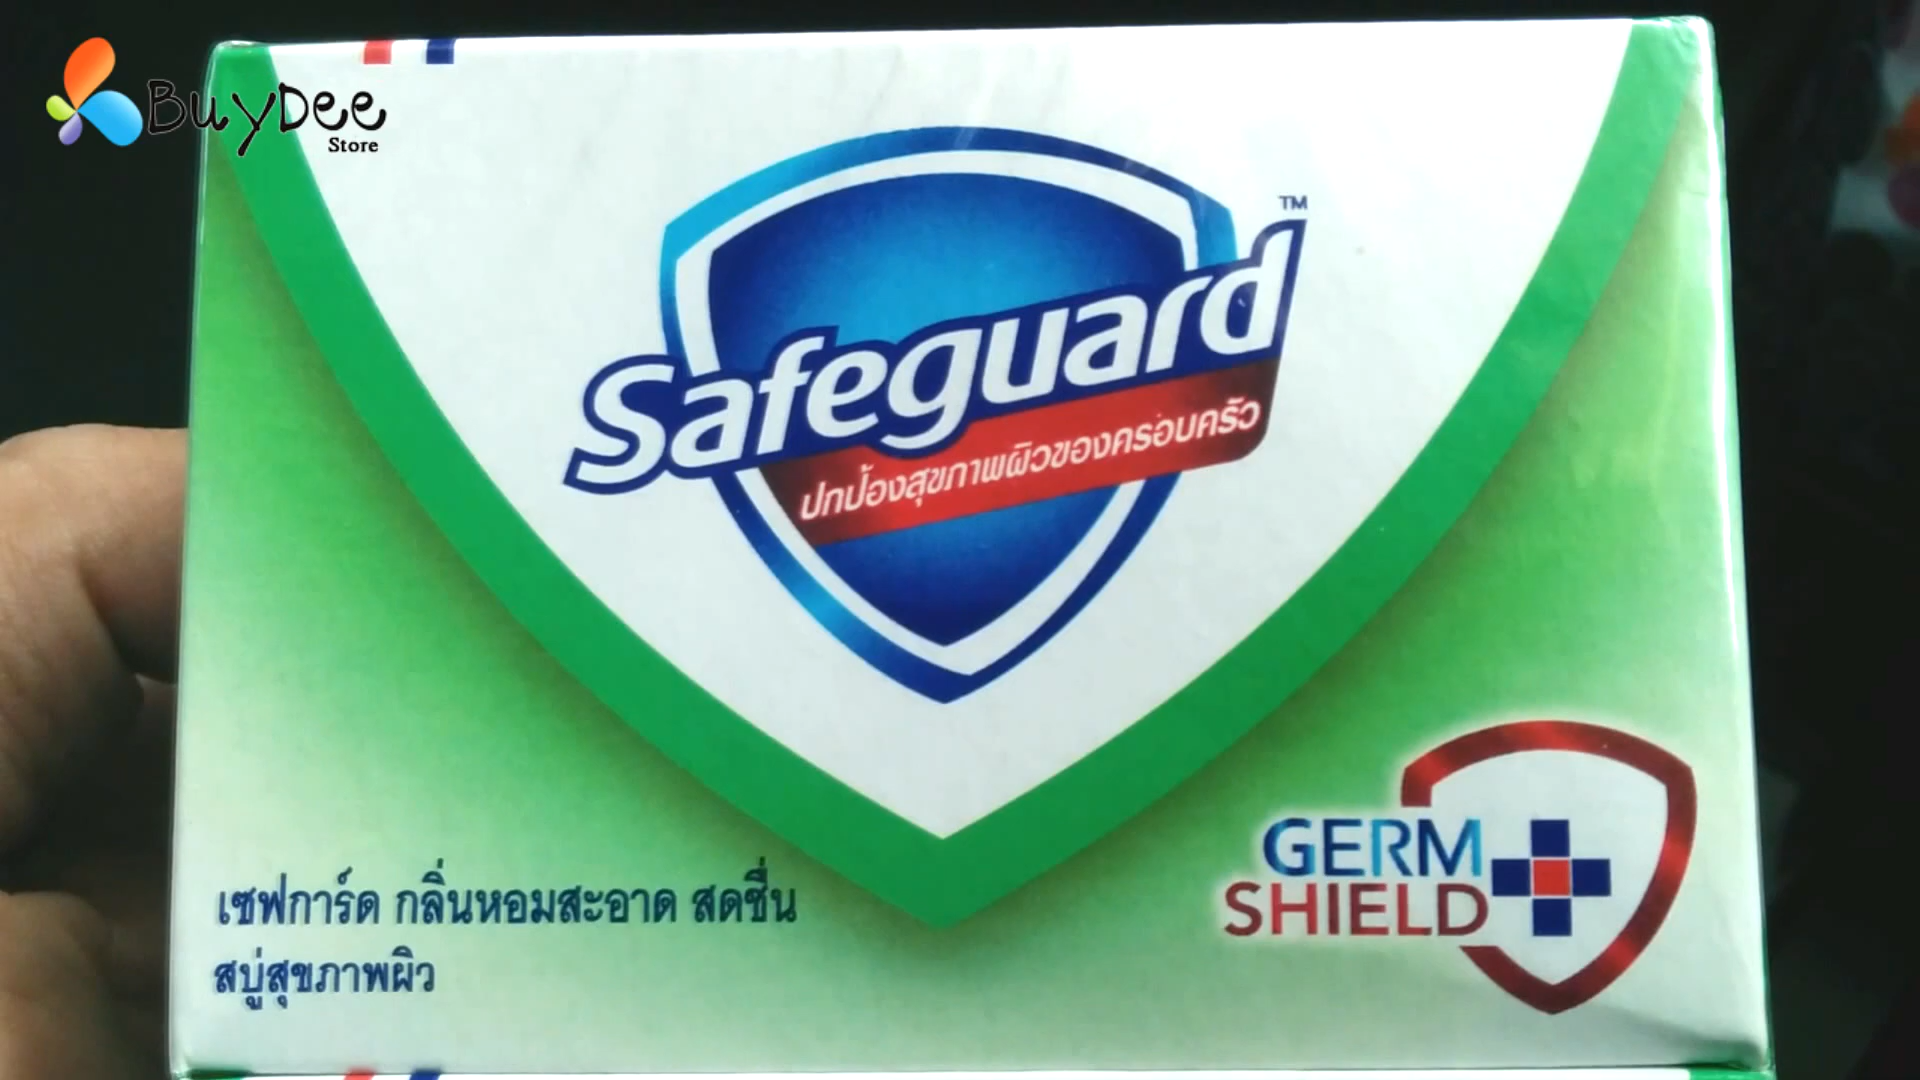 BuyDee
Store
Safeguard™
ปกป้องสุขภาพผิวของครอบครัว
เซฟการ์ด กลิ่นหอมสะอาด สดชื่น
สบู่สุขภาพผิว
GERM
SHIELD